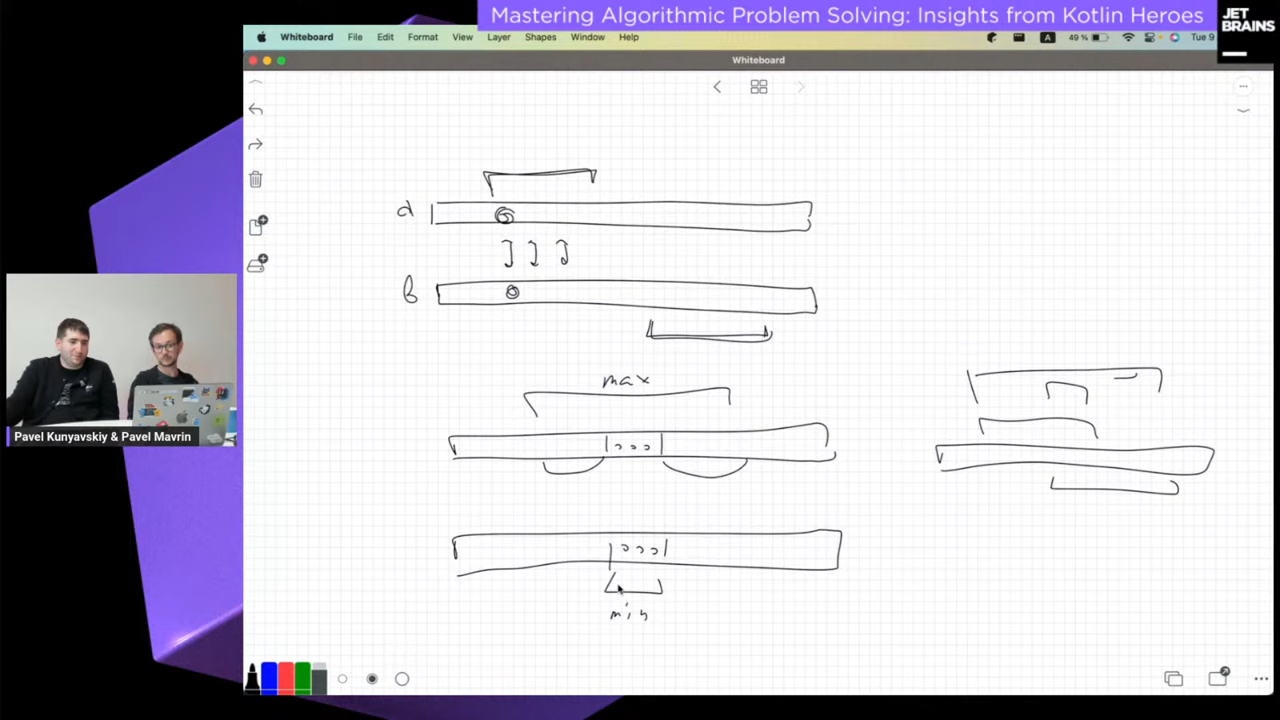 Mastering Algorithmic Problem Solving: Insights from Kotlin Heroes
JET
BRAINS
Whiteboard File Edit Format View Layer Shapes Window Help
A 49 % Tue 9
Whiteboard
a
b
max
min
Pavel Kunyavskiy & Pavel Mavrin